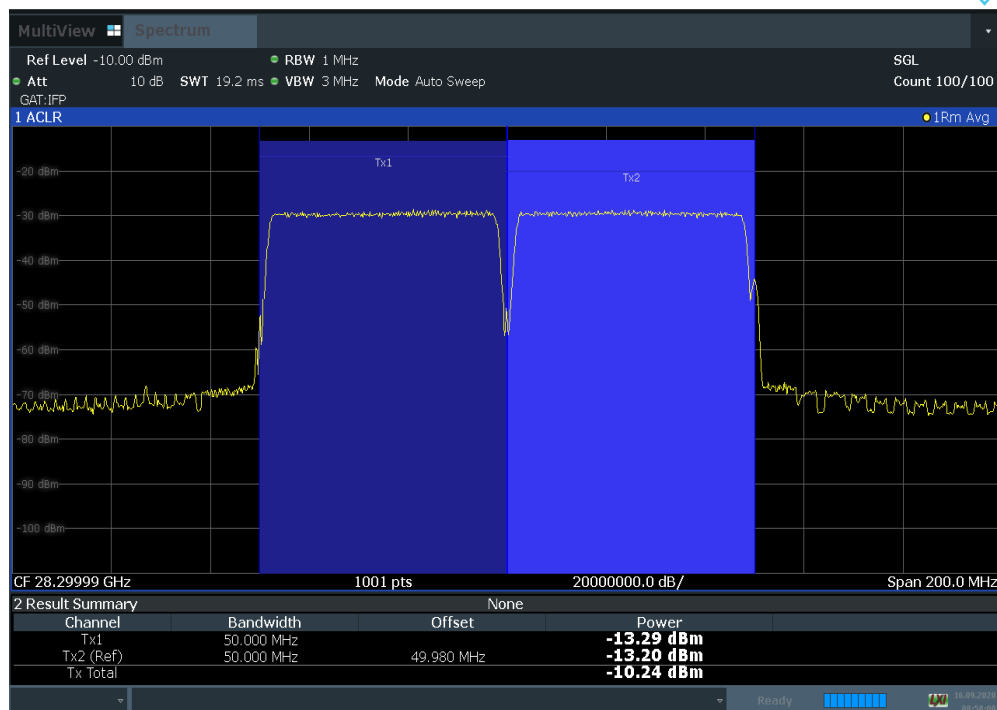 MultiView Spectrum
Ref Level -10.00 dBm RBW 1 MHz SGL
Att 10 dB SWT 19.2 ms VBW 3 MHz Mode Auto Sweep Count 100/100
GAT:IFP
1 ACLR 1Rm Avg
Tx1
Tx2
-20 dBm
-30 dBm
-40 dBm
-50 dBm
-60 dBm
-70 dBm
-80 dBm
-90 dBm
-100 dBm
CF 28.29999 GHz 1001 pts 20000000.0 dB/ Span 200.0 MHz
2 Result Summary None
Channel Bandwidth Offset Power
Tx1 50.000 MHz -13.29 dBm
Tx2 (Ref) 50.000 MHz 49.980 MHz -13.20 dBm
Tx Total -10.24 dBm
Ready 16.09.2020